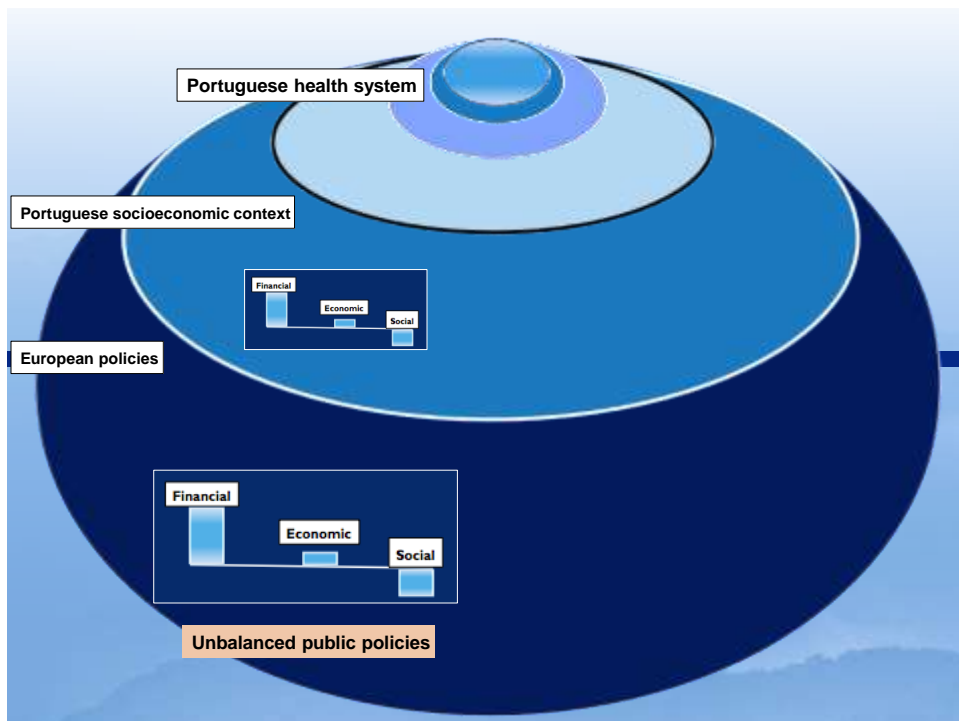 Portuguese health system
Portuguese socioeconomic context
Financial
Economic
Social
European policies
Financial
Economic
Social
Unbalanced public policies